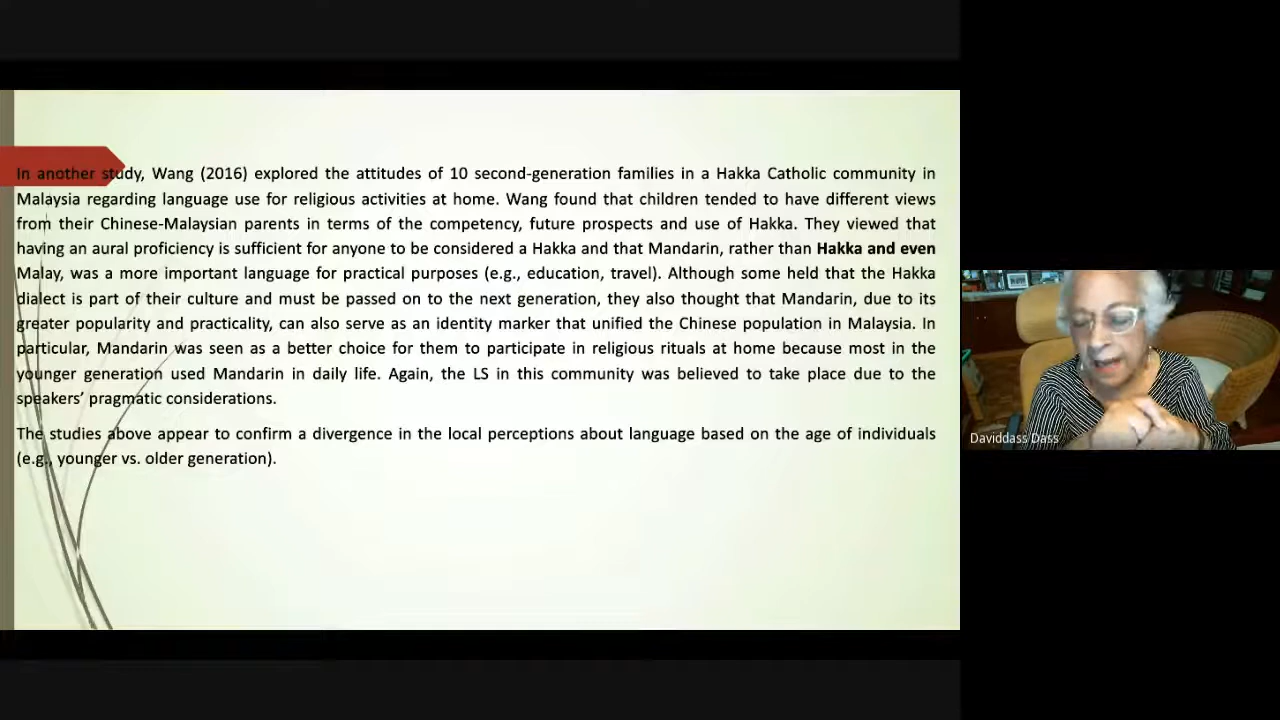 In another study, Wang (2016) explored the attitudes of 10 second-generation families in a Hakka Catholic community in
Malaysia regarding language use for religious activities at home. Wang found that children tended to have different views
from their Chinese-Malaysian parents in terms of the competency, future prospects and use of Hakka. They viewed that
having an aural proficiency is sufficient for anyone to be considered a Hakka and that Mandarin, rather than Hakka and even
Malay, was a more important language for practical purposes (e.g., education, travel). Although some held that the Hakka
dialect is part of their culture and must be passed on to the next generation, they also thought that Mandarin, due to its
greater popularity and practicality, can also serve as an identity marker that unified the Chinese population in Malaysia. In
particular, Mandarin was seen as a better choice for them to participate in religious rituals at home because most in the
younger generation used Mandarin in daily life. Again, the LS in this community was believed to take place due to the
speakers’ pragmatic considerations.
The studies above appear to confirm a divergence in the local perceptions about language based on the age of individuals
(e.g., younger vs. older generation).
Daviddass Dass